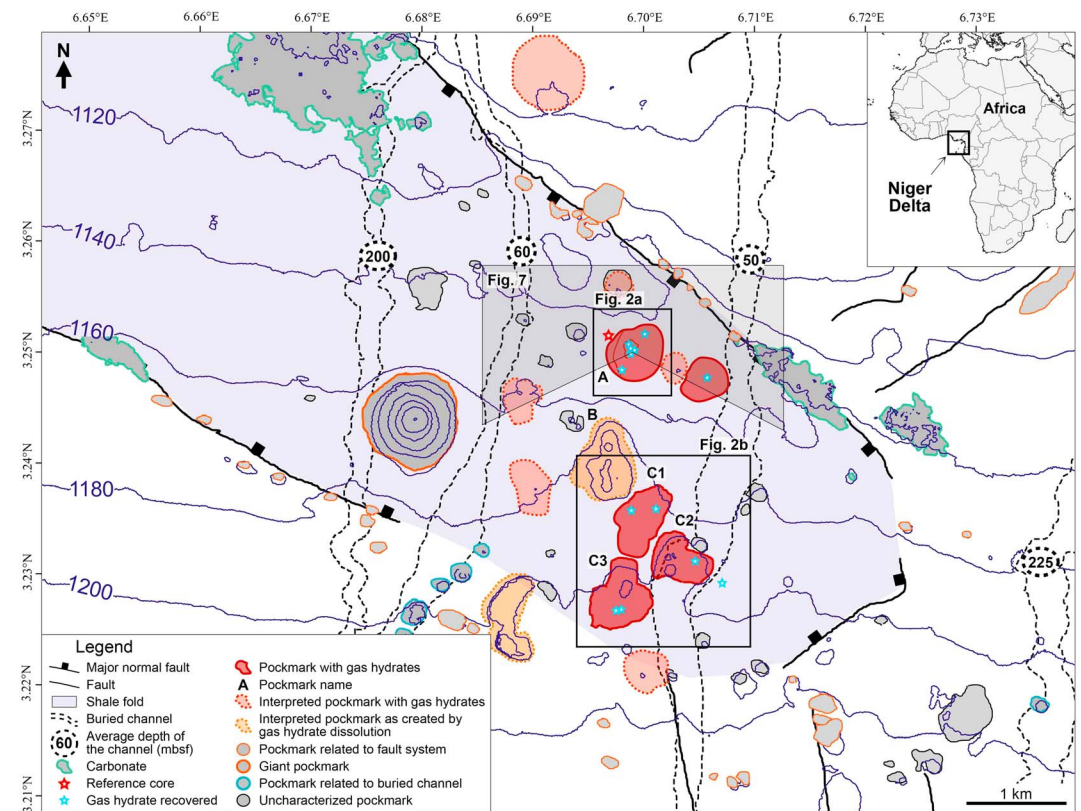 6.65°E 6.66°E 6.67°E 6.68°E 6.69°E 6.70°E 6.71°E 6.72°E 6.73°E
N
Africa
Niger
Delta
3.27°N
3.26°N
3.25°N
3.24°N
3.23°N
3.22°N
3.21°N
1120
1140
1160
1180
1200
200
60
50
225
Fig. 7
Fig. 2a
A
B
Fig. 2b
C1
C2
C3
Legend
Major normal fault
Fault
Shale fold
Buried channel
60
Average depth of
the channel (mbsf)
Carbonate
Reference core
Gas hydrate recovered
Pockmark with gas hydrates
A Pockmark name
Interpreted pockmark with gas hydrates
Interpreted pockmark as created by
gas hydrate dissolution
Pockmark related to fault system
Giant pockmark
Pockmark related to buried channel
Uncharacterized pockmark
1 km